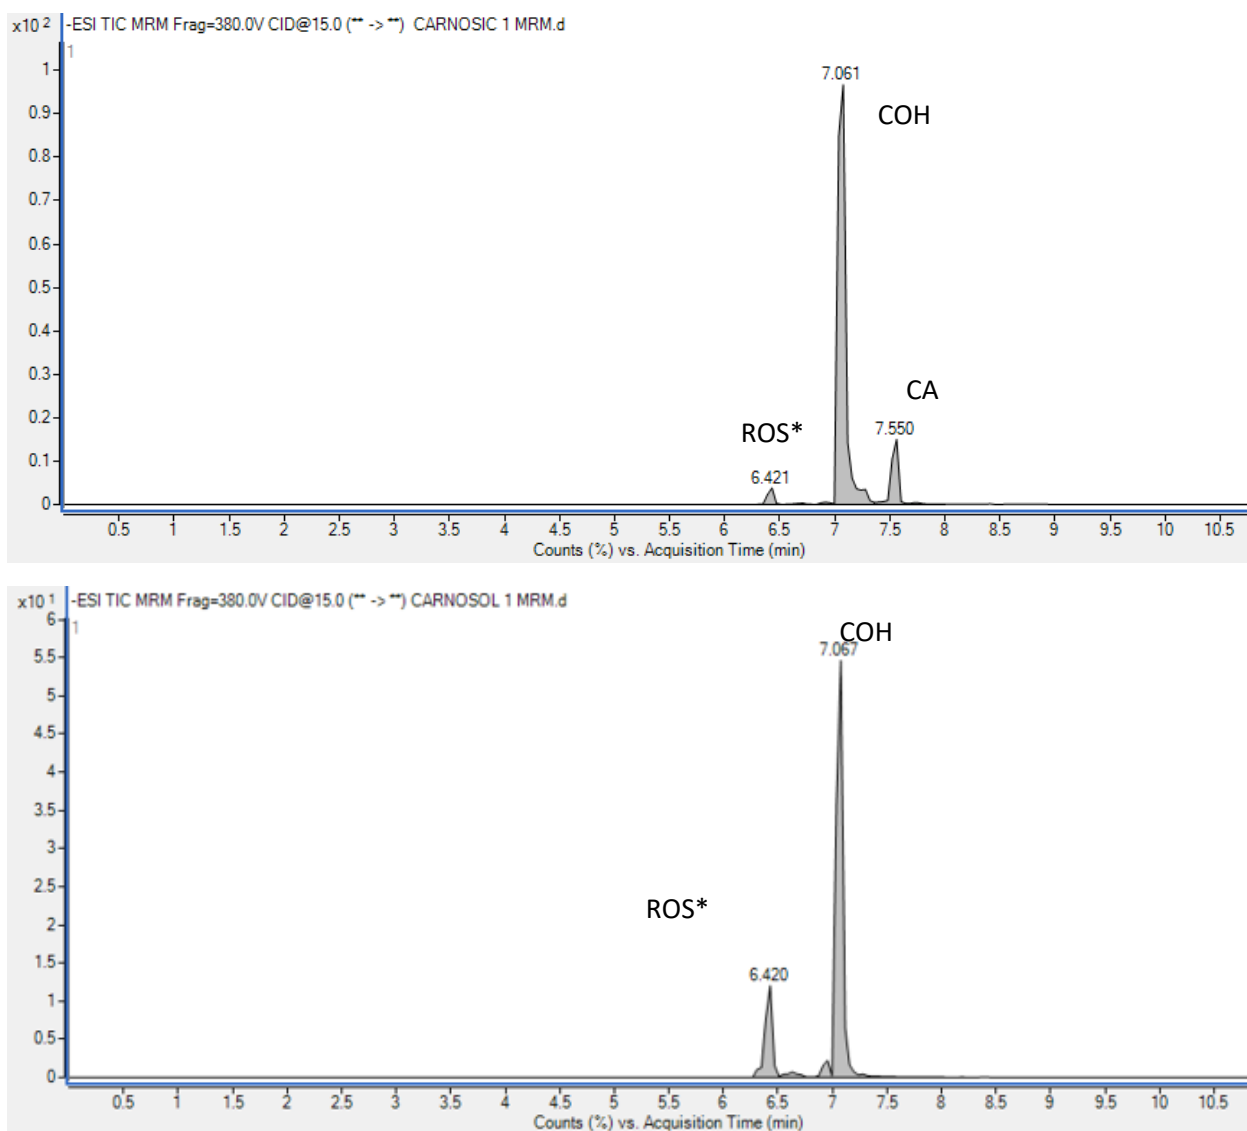 x10 2 -ESI TIC MRM Frag=380.0V CID@15.0 (** -> **) CARNOSIC 1 MRM.d
1
7.061
1
COH
0.9
0.8
0.7
0.6
0.5
0.4
0.3
CA
0.2
7.550
ROS*
0.1
6.421
0
0.5 1 1.5 2 2.5 3 3.5 4 4.5 5 5.5 6 6.5 7 7.5 8 8.5 9 9.5 10 10.5
Counts (%) vs. Acquisition Time (min)
x10 1 -ESI TIC MRM Frag=380.0V CID@15.0 (** -> **) CARNOSOL 1 MRM.d
6
1
COH
7.067
5.5
5
4.5
4
3.5
3
2.5
ROS*
2
1.5
6.420
1
0.5
0
0.5 1 1.5 2 2.5 3 3.5 4 4.5 5 5.5 6 6.5 7 7.5 8 8.5 9 9.5 10 10.5
Counts (%) vs. Acquisition Time (min)